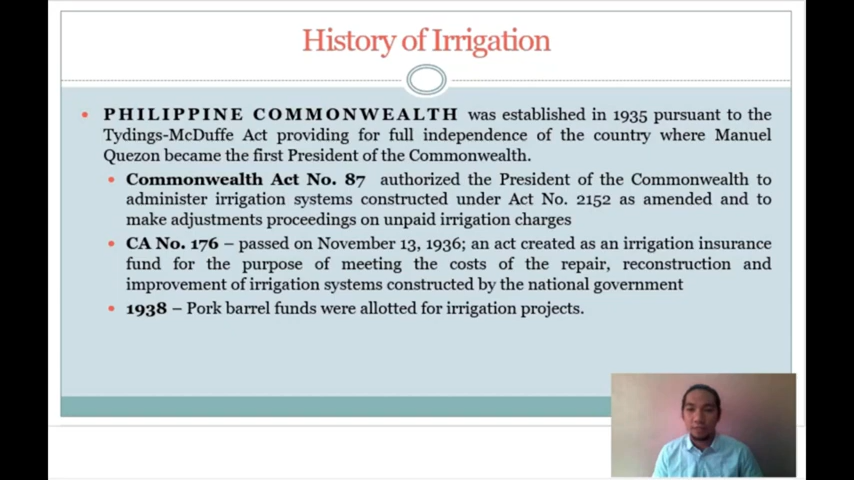 History of Irrigation
• PHILIPPINE COMMONWEALTH was established in 1935 pursuant to the
Tydings-McDuffe Act providing for full independence of the country where Manuel
Quezon became the first President of the Commonwealth.
• Commonwealth Act No. 87 authorized the President of the Commonwealth to
administer irrigation systems constructed under Act No. 2152 as amended and to
make adjustments proceedings on unpaid irrigation charges
• CA No. 176 – passed on November 13, 1936; an act created as an irrigation insurance
fund for the purpose of meeting the costs of the repair, reconstruction and
improvement of irrigation systems constructed by the national government
• 1938 – Pork barrel funds were allotted for irrigation projects.